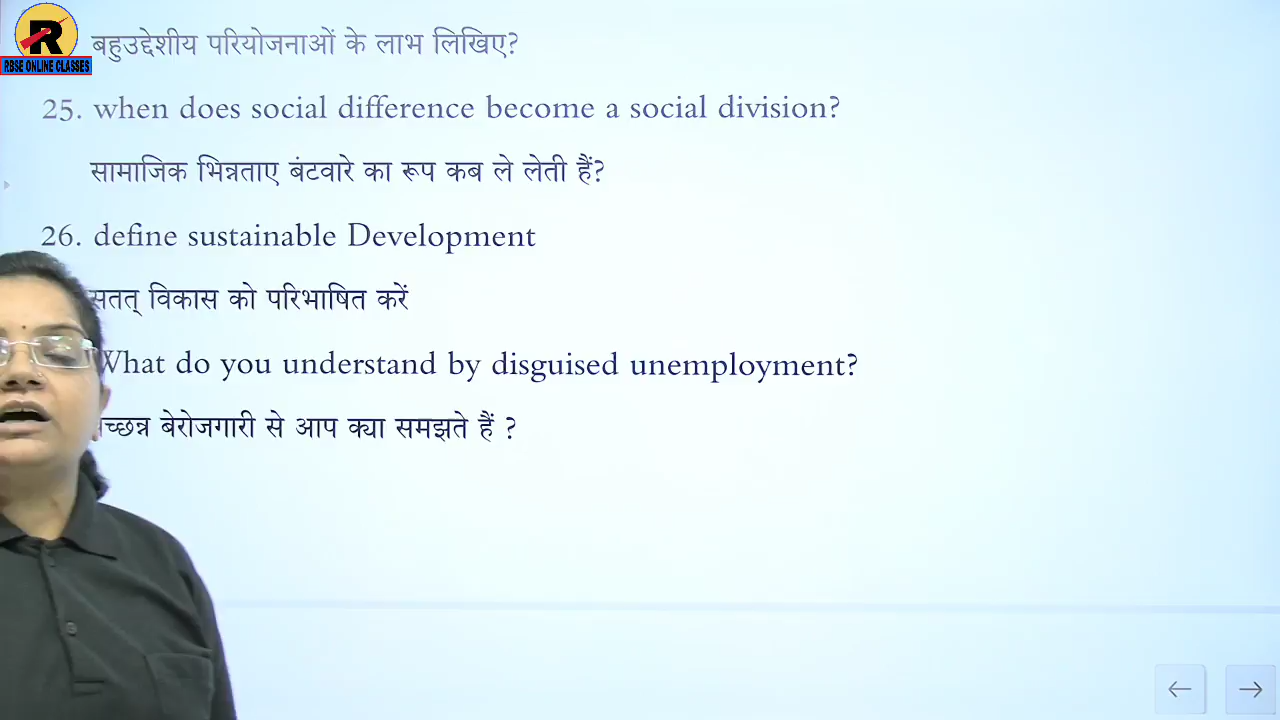 R
RBSE ONLINE CLASSES
बहुउद्देशीय परियोजनाओं के लाभ लिखिए?
25. when does social difference become a social division?
सामाजिक भिन्नताए बंटवारे का रूप कब ले लेती हैं?
26. define sustainable Development
सतत् विकास को परिभाषित करें
What do you understand by disguised unemployment?
बेरोजगारी से आप क्या समझते हैं ?